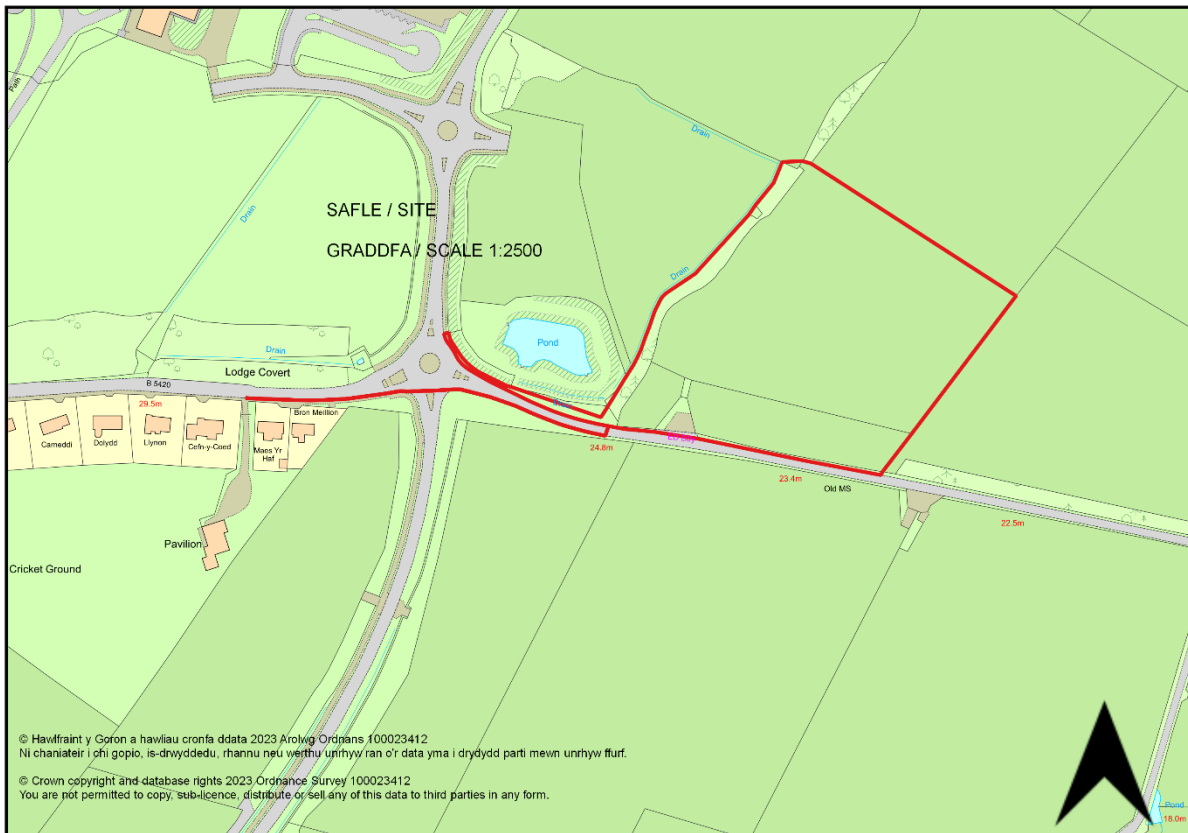 Path
Drain
Drain
SAFLE / SITE
GRADDFA / SCALE 1:2500
Drain
Pond
Drain
Lodge Covert
B 5420
29.5m
Bron Meillion
Carneddi
Dolydd
Llynon
Cefn-y-Coed
Maes Yr
Haf
24.8m
23.4m
Old MS
22.5m
Pavilion
Cricket Ground
© Hawlfraint y Goron a hawliau cronfa ddata 2023 Arolwg Ordnans 100023412
Ni chaniateir i chi gopio, is-drwyddedu, rhannu neu werthu unrhyw ran o'r data yma i drydydd parti mewn unrhyw ffurf.
© Crown copyright and database rights 2023 Ordnance Survey 100023412
You are not permitted to copy, sub-licence, distribute or sell any of this data to third parties in any form.
Pond
18.0m